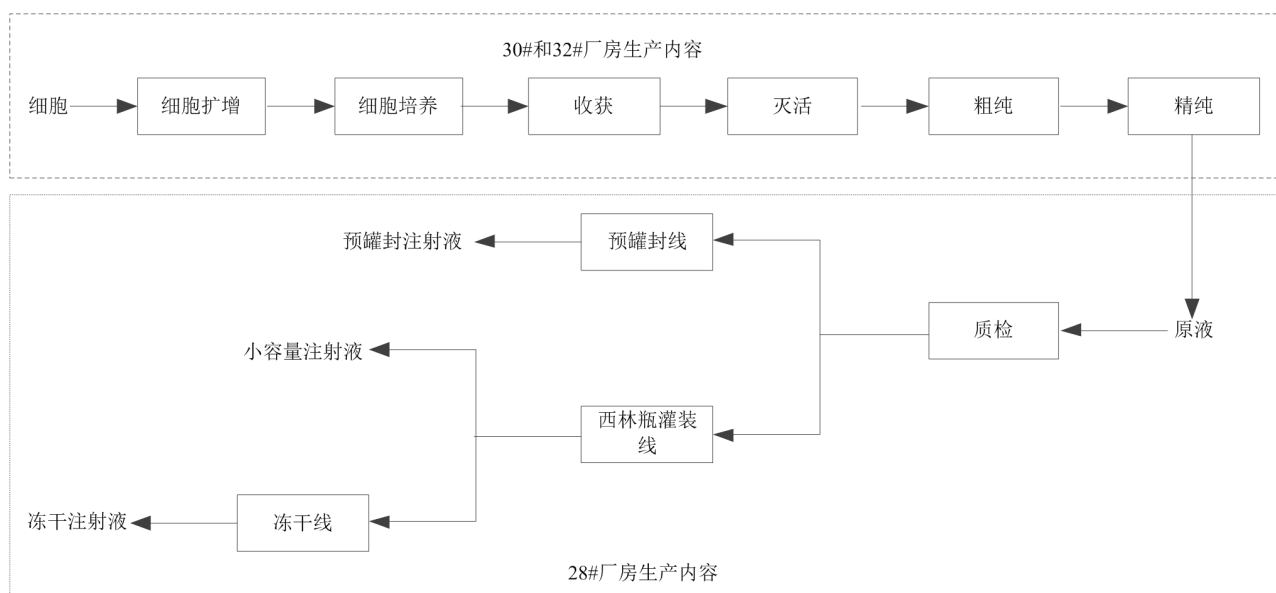 30#和32#厂房生产内容
细胞
细胞扩增
细胞培养
收获
灭活
粗纯
精纯
预罐封注射液
预罐封线
质检
原液
小容量注射液
西林瓶灌装
线
冻干注射液
冻干线
28#厂房生产内容